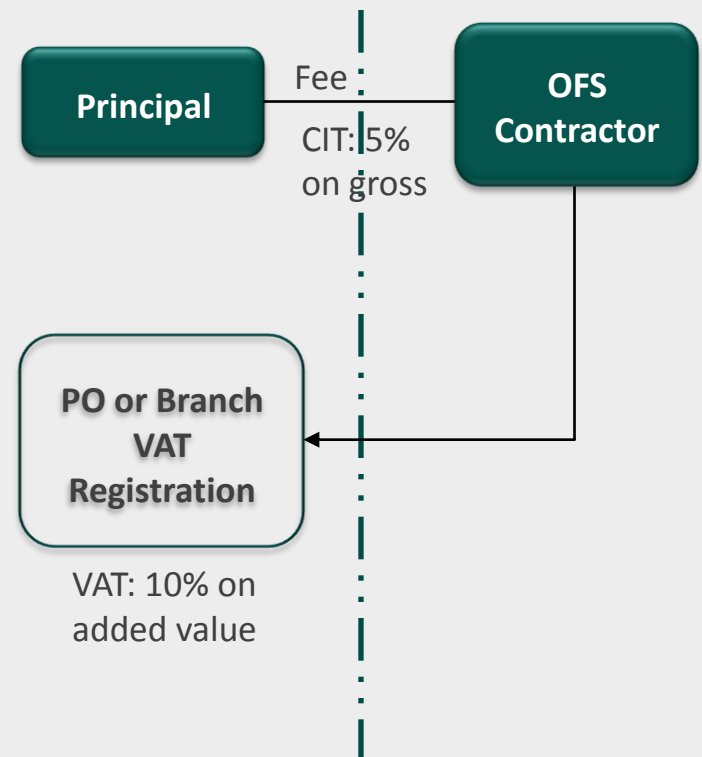 Principal
Fee
CIT: 5%
on gross
OFS
Contractor
PO or Branch
VAT
Registration
VAT: 10% on
added value